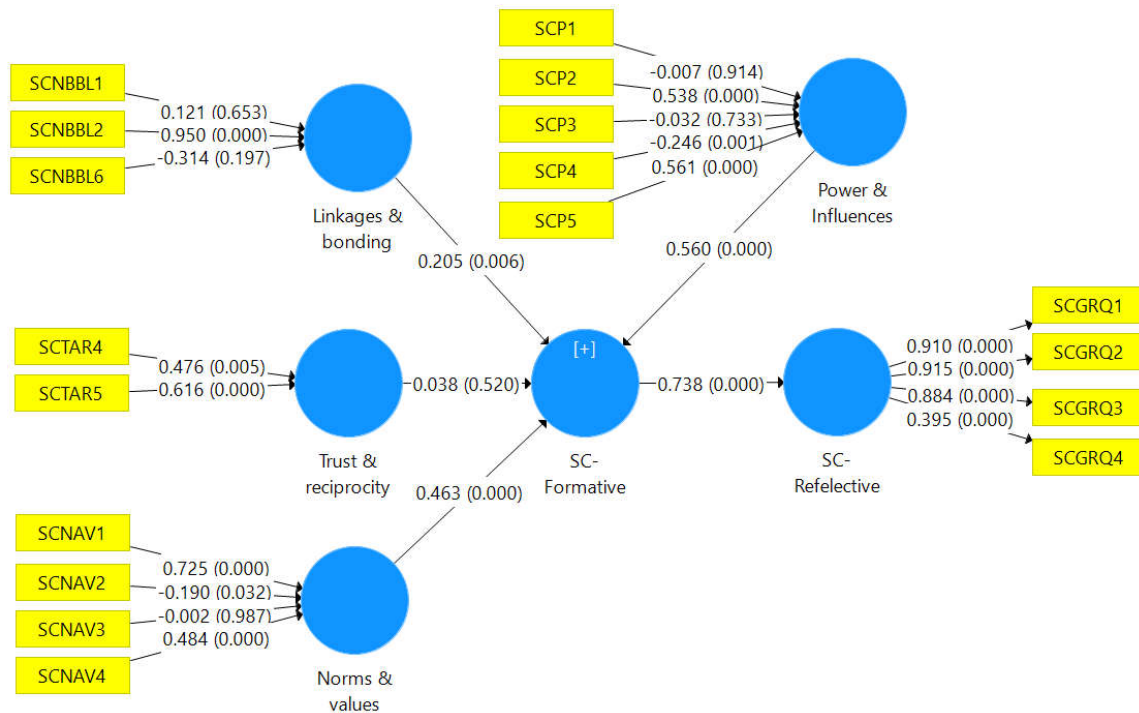 SCNBBL1
SCNBBL2
SCNBBL6
0.121 (0.653)
0.950 (0.000)
-0.314 (0.197)
Linkages &
bonding
SCP1
SCP2
SCP3
SCP4
SCP5
-0.007 (0.914)
0.538 (0.000)
-0.032 (0.733)
-0.246 (0.001)
0.561 (0.000)
Power &
Influences
0.205 (0.006)
0.560 (0.000)
SCTAR4
SCTAR5
0.476 (0.005)
0.616 (0.000)
Trust &
reciprocity
0.038 (0.520)
[+]
SC-
Formative
0.738 (0.000)
SC-
Refelective
0.910 (0.000)
0.915 (0.000)
0.884 (0.000)
0.395 (0.000)
SCGRQ1
SCGRQ2
SCGRQ3
SCGRQ4
0.463 (0.000)
SCNAV1
SCNAV2
SCNAV3
SCNAV4
0.725 (0.000)
-0.190 (0.032)
-0.002 (0.987)
0.484 (0.000)
Norms &
values